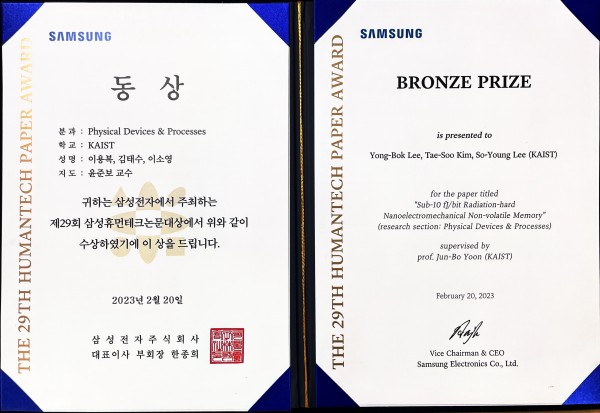 THE 29TH HUMANTECH PAPER AWARD
SAMSUNG
동 상
분 과 : Physical Devices & Processes
학 교 : KAIST
성 명 : 이용복, 김태수, 이소영
지 도 : 윤준보 교수
귀하는 삼성전자에서 주최하는
제29회 삼성휴먼테크논문대상에서 위와 같이
수상하였기에 이 상을 드립니다.
2023년 2월 20일
삼성전자주식회사
대표이사 부회장 한종희
THE 29TH HUMANTECH PAPER AWARD
SAMSUNG
BRONZE PRIZE
is presented to
Yong-Bok Lee, Tae-Soo Kim, So-Young Lee (KAIST)
for the paper titled
"Sub-10 fJ/bit Radiation-hard
Nanoelectromechanical Non-volatile Memory"
(research section: Physical Devices & Processes)
supervised by
prof. Jun-Bo Yoon (KAIST)
February 20, 2023
Vice Chairman & CEO
Samsung Electronics Co., Ltd.